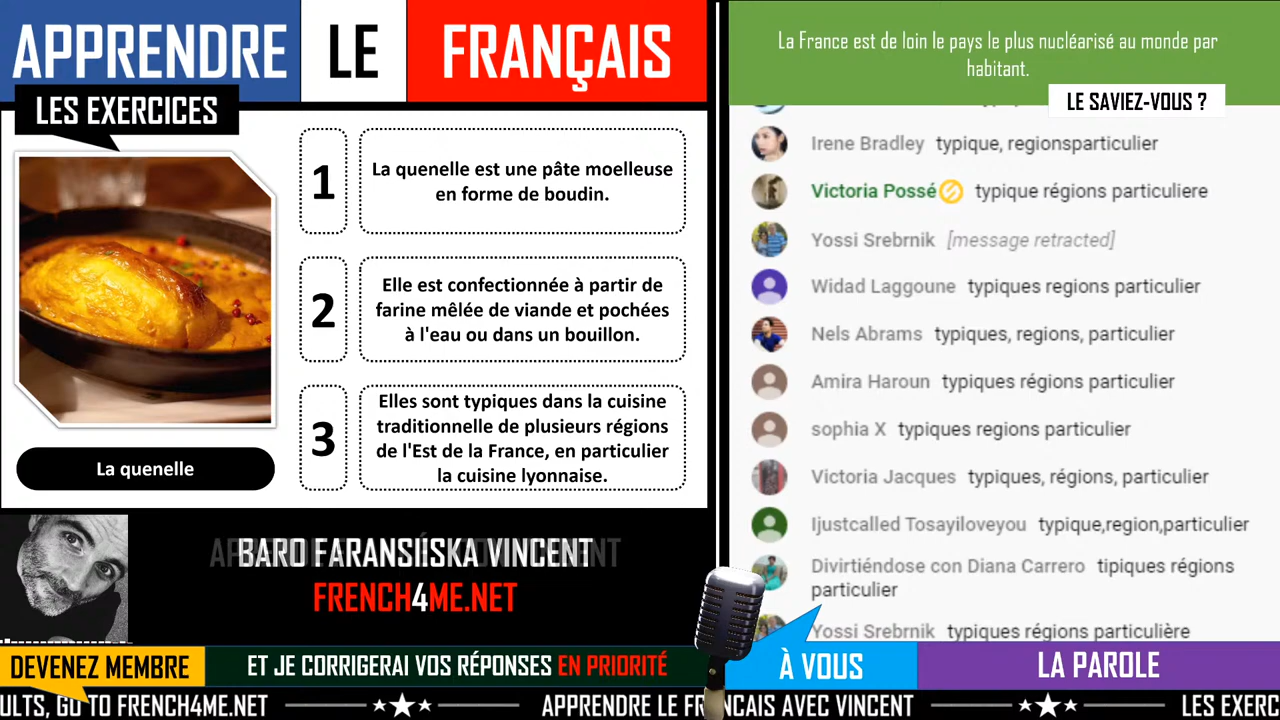 APPRENDRE LE FRANÇAIS
LES EXERCICES
1
La quenelle est une pâte moelleuse
en forme de boudin.
2
Elle est confectionnée à partir de
farine mêlée de viande et pochées
à l'eau ou dans un bouillon.
3
Elles sont typiques dans la cuisine
traditionnelle de plusieurs régions
de l'Est de la France, en particulier
la cuisine lyonnaise.
La quenelle
BARO FARANSIISKA VINCENT
FRENCH4ME.NET
DEVENEZ MEMBRE
ET JE CORRIGERAI VOS RÉPONSES EN PRIORITÉ
La France est de loin le pays le plus nucléarisé au monde par
habitant.
LE SAVIEZ-VOUS ?
Irene Bradley typique, regionsparticulier
Victoria Possé typique régions particuliere
Yossi Srebrnik [message retracted]
Widad Laggoune typiques regions particulier
Nels Abrams typiques, regions, particulier
Amira Haroun typiques régions particulier
sophia X typiques regions particulier
Victoria Jacques typiques, régions, particulier
Ijustcalled Tosayiloveyou typique,region,particulier
Divirtiéndose con Diana Carrero tipiques régions
particulier
Yossi Srebrnik typiques régions particulière
À VOUS
LA PAROLE
ULTS, GO TO FRENCH4ME.NET APPRENDRE LE FRANCAIS AVEC VINCENT LES EXERC